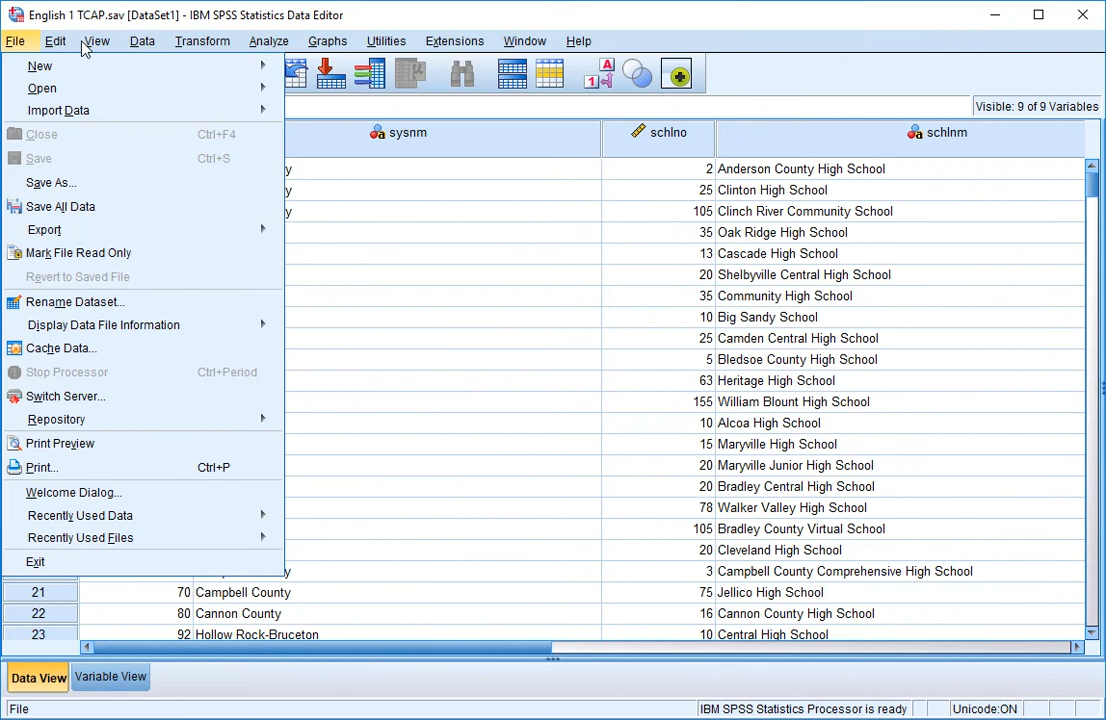 English 1 TCAP.sav [DataSet1] - IBM SPSS Statistics Data Editor
File Edit View Data Transform Analyze Graphs Utilities Extensions Window Help
New
Open
Import Data
Close Ctrl+F4
Save Ctrl+S
Save As...
Save All Data
Export
Mark File Read Only
Revert to Saved File
Rename Dataset...
Display Data File Information
Cache Data...
Stop Processor Ctrl+Period
Switch Server...
Repository
Print Preview
Print... Ctrl+P
Welcome Dialog...
Recently Used Data
Recently Used Files
Exit
A
1
Visible: 9 of 9 Variables
a sysnm schlno a schlnm
y 2 Anderson County High School
y 25 Clinton High School
y 105 Clinch River Community School
35 Oak Ridge High School
13 Cascade High School
20 Shelbyville Central High School
35 Community High School
10 Big Sandy School
25 Camden Central High School
5 Bledsoe County High School
63 Heritage High School
155 William Blount High School
10 Alcoa High School
15 Maryville High School
20 Maryville Junior High School
20 Bradley Central High School
78 Walker Valley High School
105 Bradley County Virtual School
20 Cleveland High School
y 3 Campbell County Comprehensive High School
21 70 Campbell County 75 Jellico High School
22 80 Cannon County 16 Cannon County High School
23 92 Hollow Rock-Bruceton 10 Central High School
Data View Variable View
File IBM SPSS Statistics Processor is ready Unicode:ON